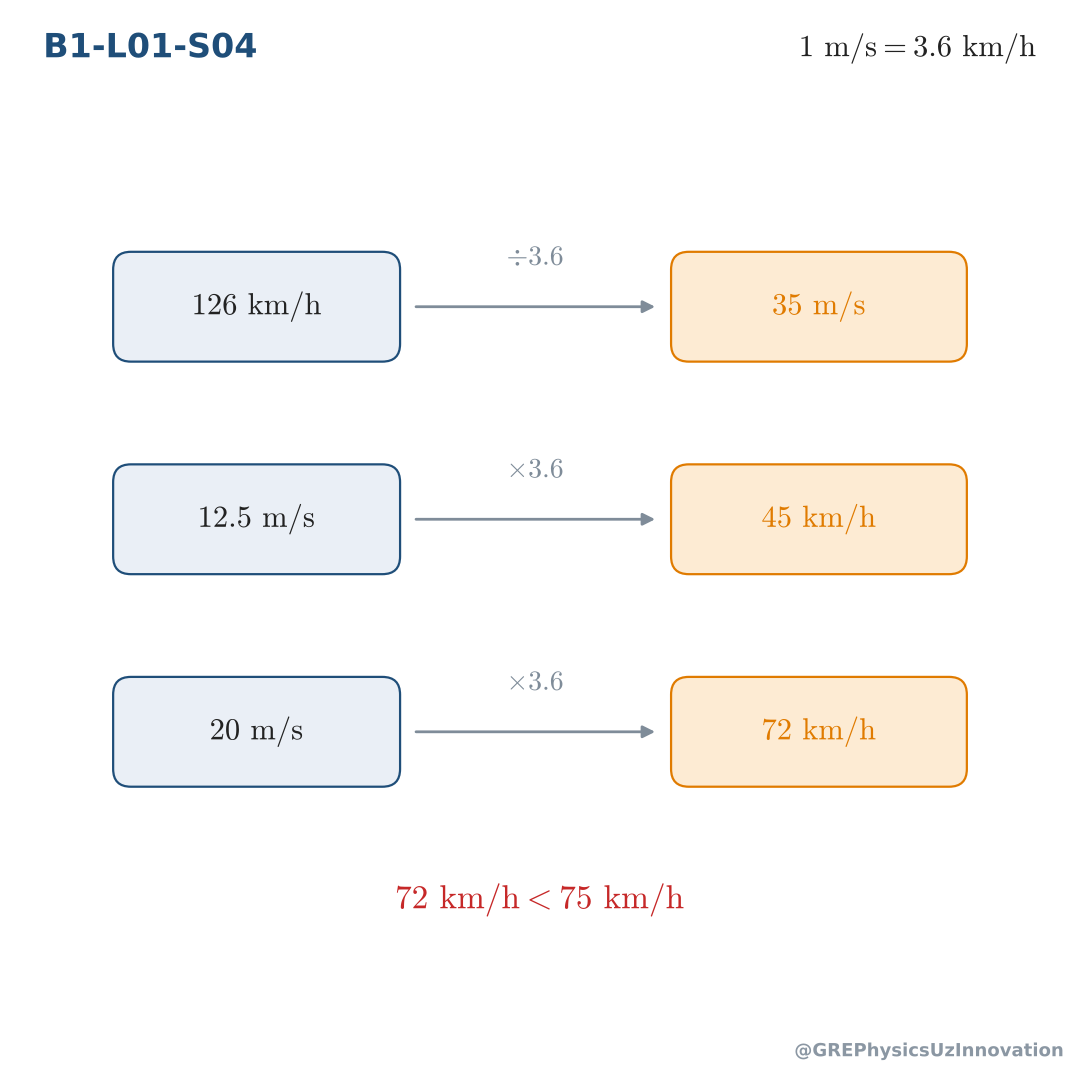 B1-L01-S04
1 m/s = 3.6 km/h
÷3.6
126 km/h
35 m/s
×3.6
12.5 m/s
45 km/h
×3.6
20 m/s
72 km/h
72 km/h < 75 km/h
@GREPhysicsUzInnovation